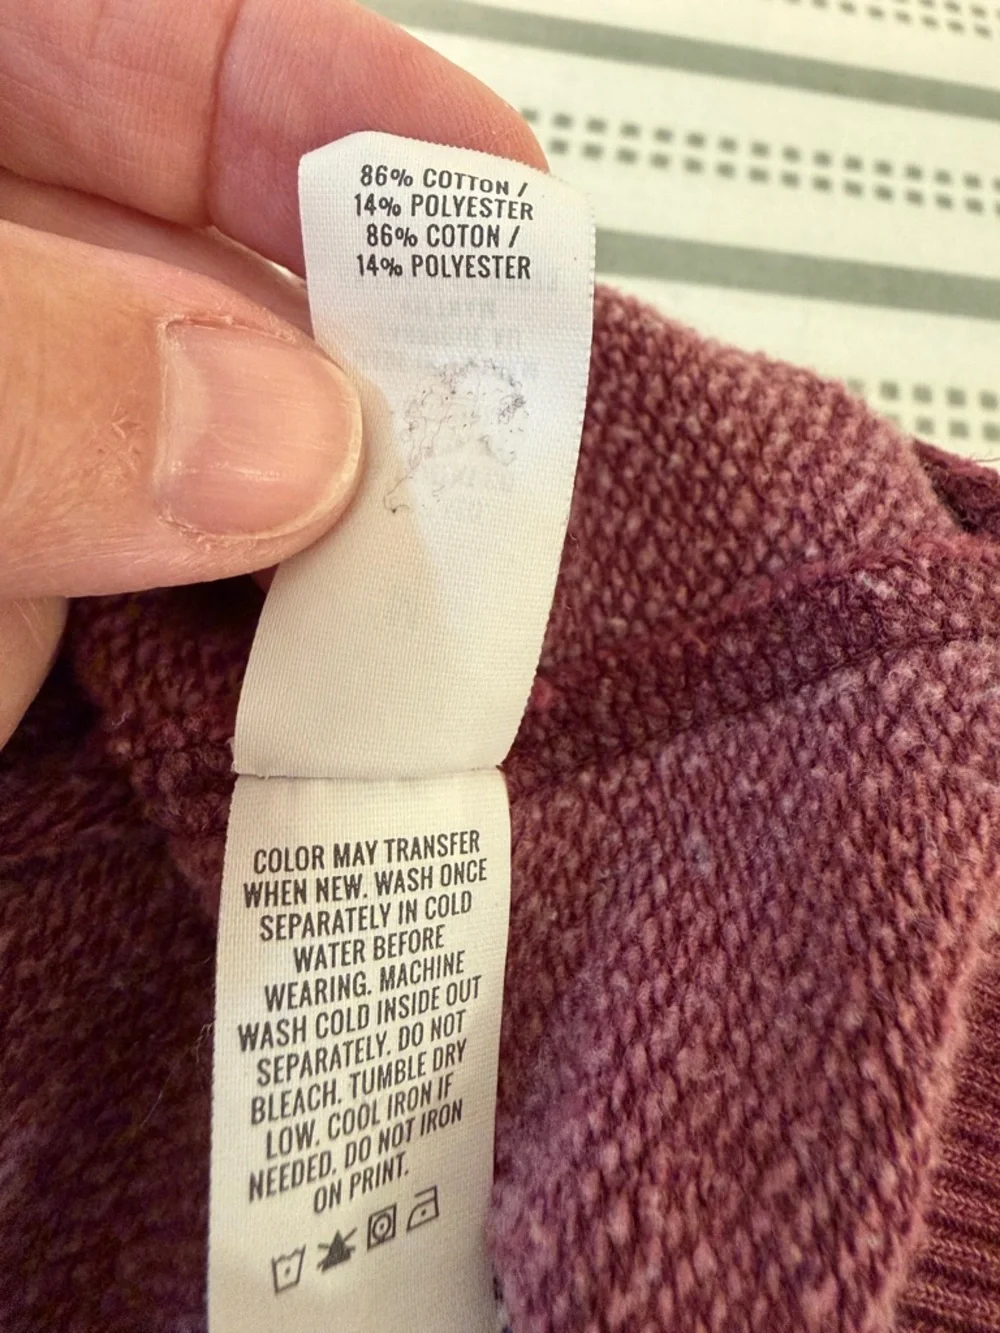 86% COTTON /
14% POLYESTER
86% COTON /
14% POLYESTER
COLOR MAY TRANSFER
WHEN NEW. WASH ONCE
SEPARATELY IN COLD
WATER BEFORE
WEARING. MACHINE
WASH COLD INSIDE OUT
SEPARATELY. DO NOT
BLEACH. TUMBLE DRY
LOW. COOL IRON IF
NEEDED. DO NOT IRON
ON PRINT.